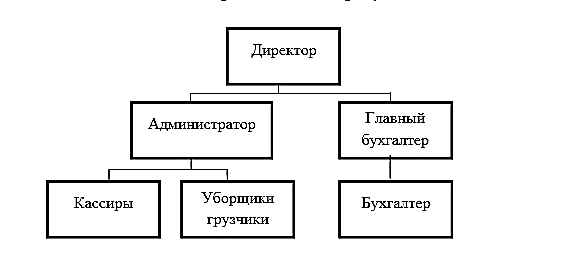 Директор
Администратор
Главный
бухгалтер
Кассиры
Уборщики
грузчики
Бухгалтер